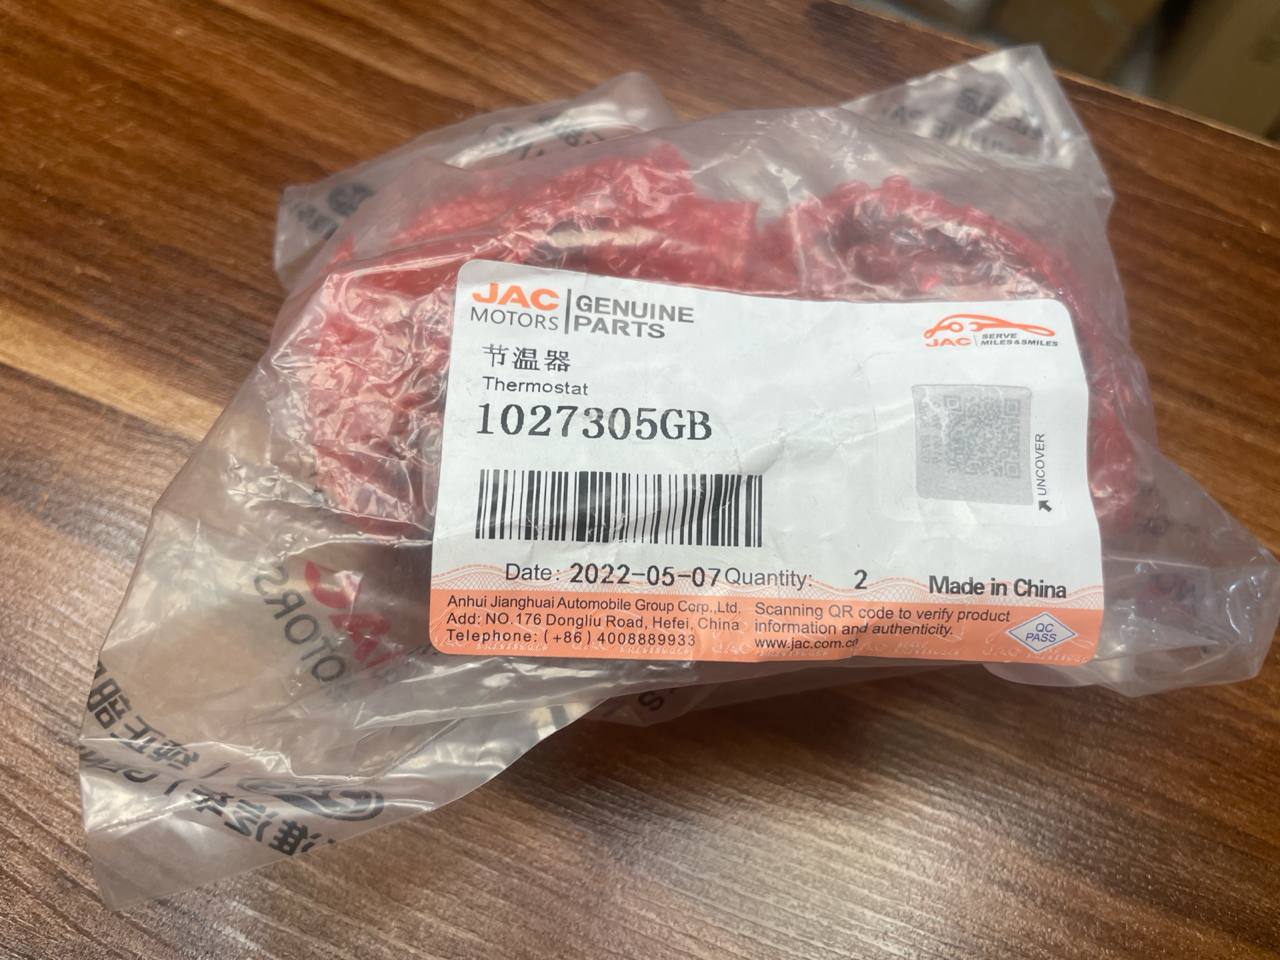 JAC
MOTORS
GENUINE
PARTS
JAC
SERVE
MILES&SMILES
节温器
Thermostat
1027305GB
UNCOVER
Date: 2022-05-07 Quantity: 2 Made in China
Anhui Jianghuai Automobile Group Corp.,Ltd.
Add: NO.176 Dongliu Road, Hefei, China
Telephone: (+86) 4008889933
Scanning QR code to verify product
information and authenticity.
www.jac.com.cn
QC
PASS
JAC
MOTORS